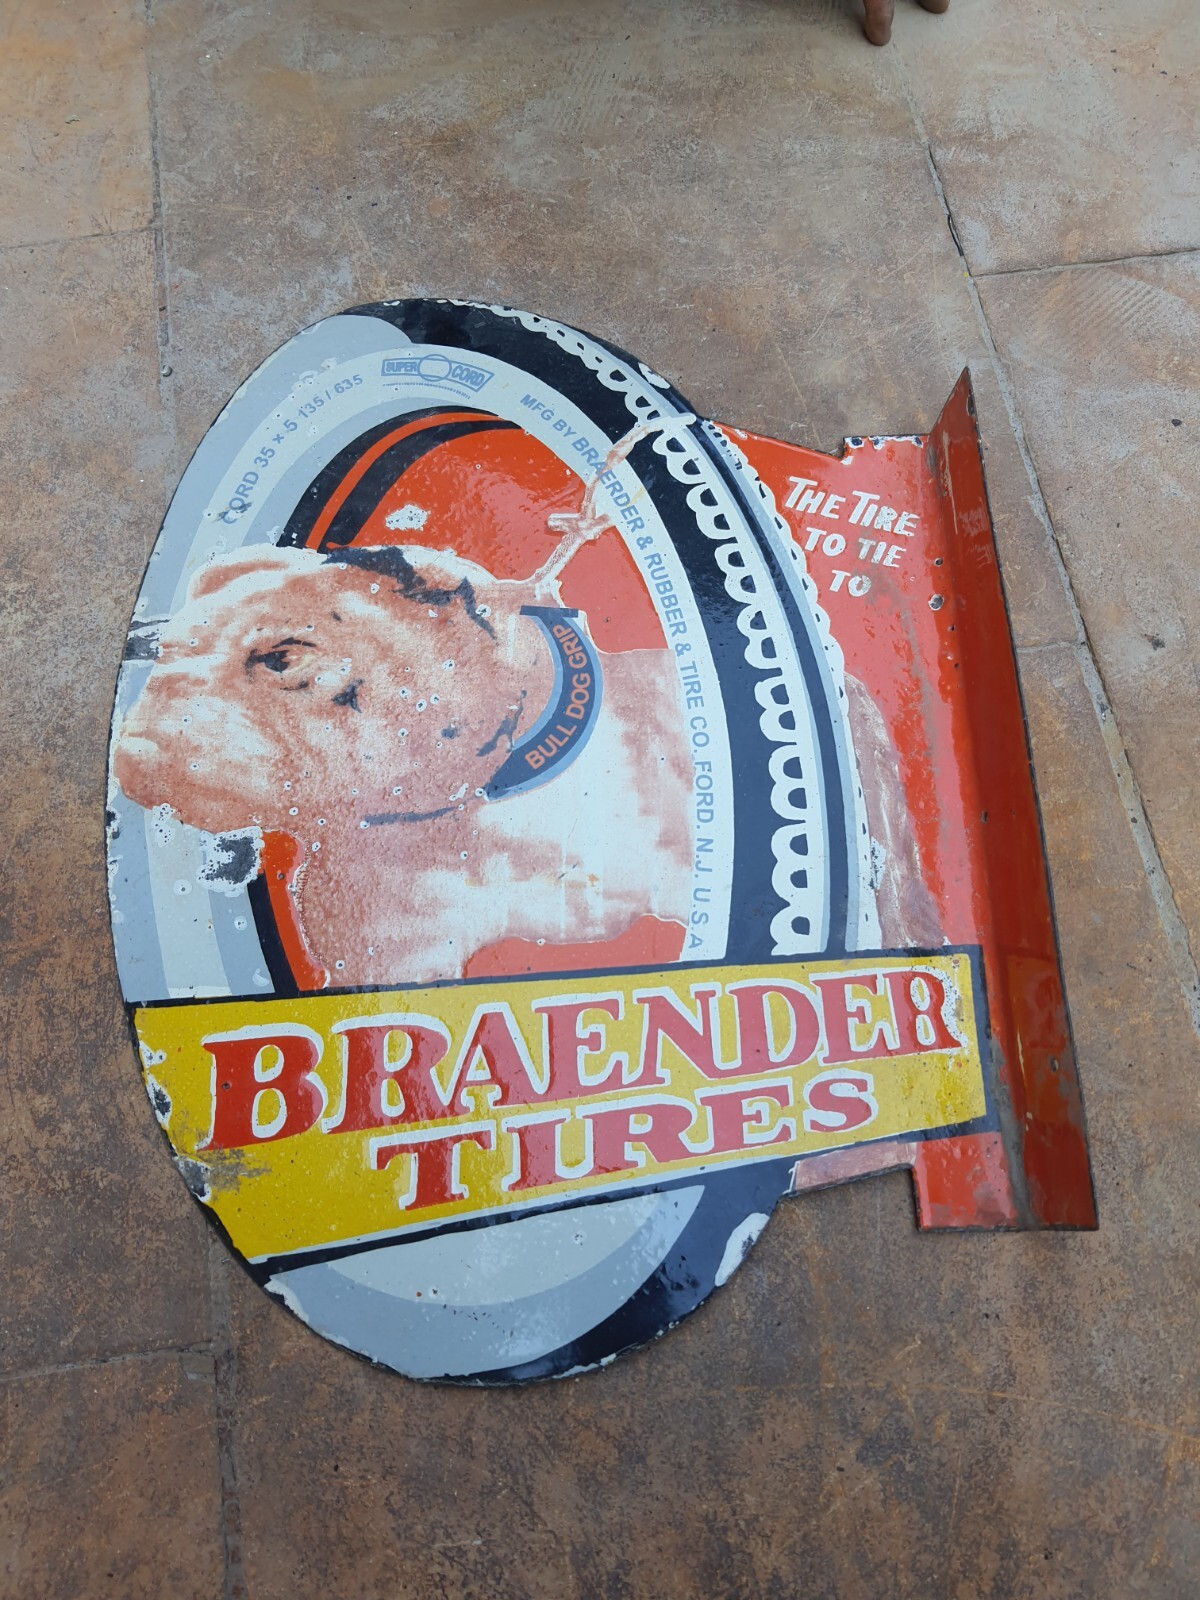 SUPER CORD
CORD 35 × 5 135 / 635
MFG BY BRAERDER & RUBBER & TIRE CO. FORD. N.J. U.S.A
THE TIRE
TO TIE
TO
BULL DOG GRIP
BRAENDER
TIRES